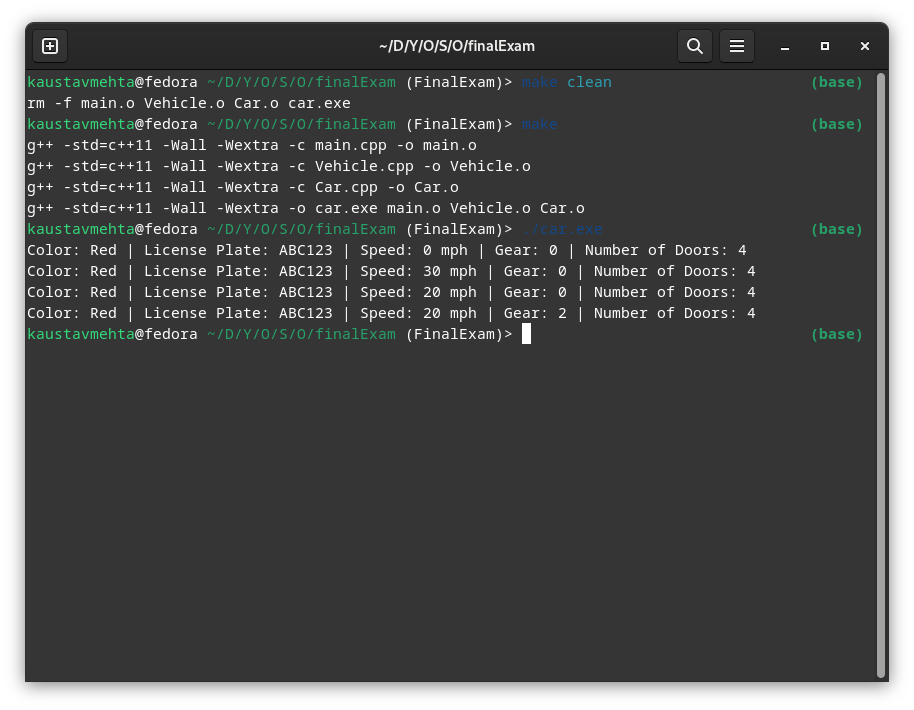 ~/D/Y/O/S/O/finalExam
kaustavmehta@fedora ~/D/Y/O/S/O/finalExam (FinalExam)> make clean (base)
rm -f main.o Vehicle.o Car.o car.exe
kaustavmehta@fedora ~/D/Y/O/S/O/finalExam (FinalExam)> make (base)
g++ -std=c++11 -Wall -Wextra -c main.cpp -o main.o
g++ -std=c++11 -Wall -Wextra -c Vehicle.cpp -o Vehicle.o
g++ -std=c++11 -Wall -Wextra -c Car.cpp -o Car.o
g++ -std=c++11 -Wall -Wextra -o car.exe main.o Vehicle.o Car.o
kaustavmehta@fedora ~/D/Y/O/S/O/finalExam (FinalExam)> ./car.exe (base)
Color: Red | License Plate: ABC123 | Speed: 0 mph | Gear: 0 | Number of Doors: 4
Color: Red | License Plate: ABC123 | Speed: 30 mph | Gear: 0 | Number of Doors: 4
Color: Red | License Plate: ABC123 | Speed: 20 mph | Gear: 0 | Number of Doors: 4
Color: Red | License Plate: ABC123 | Speed: 20 mph | Gear: 2 | Number of Doors: 4
kaustavmehta@fedora ~/D/Y/O/S/O/finalExam (FinalExam)> (base)